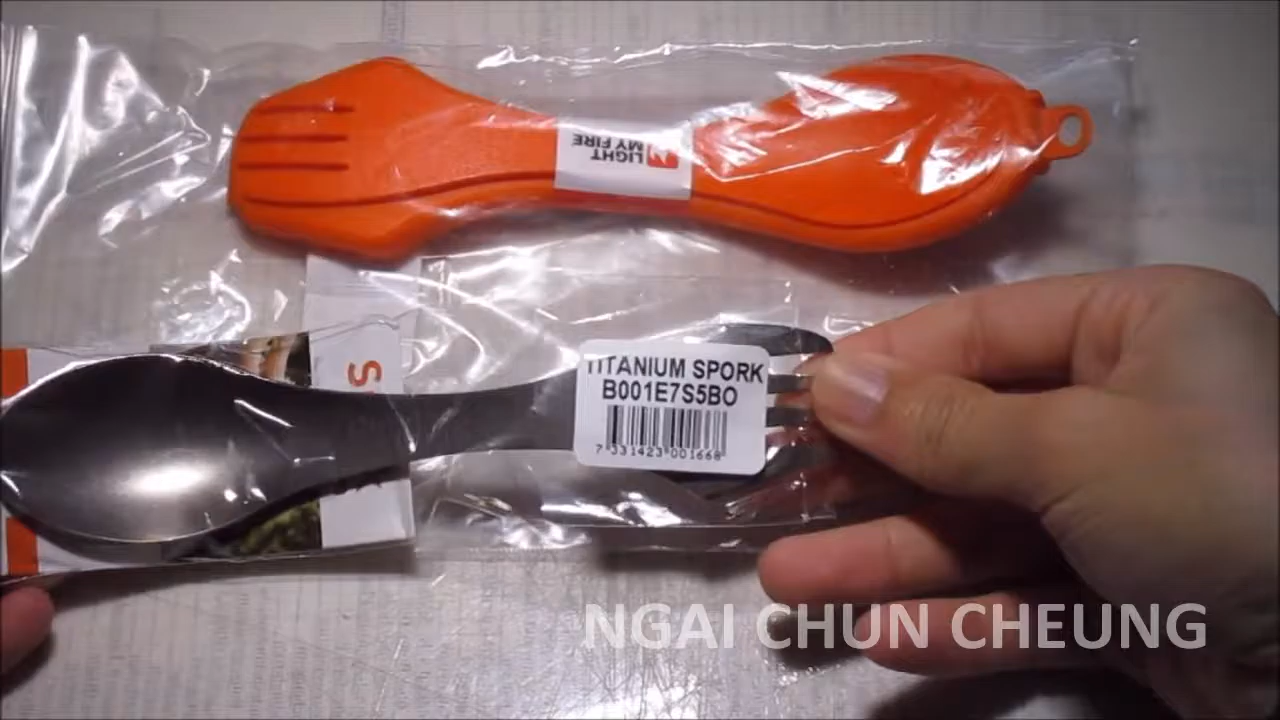 LIGHT
MY FIRE
S
TITANIUM SPORK
B001E7S5BO
7 331423 001668
NGAI CHUN CHEUNG